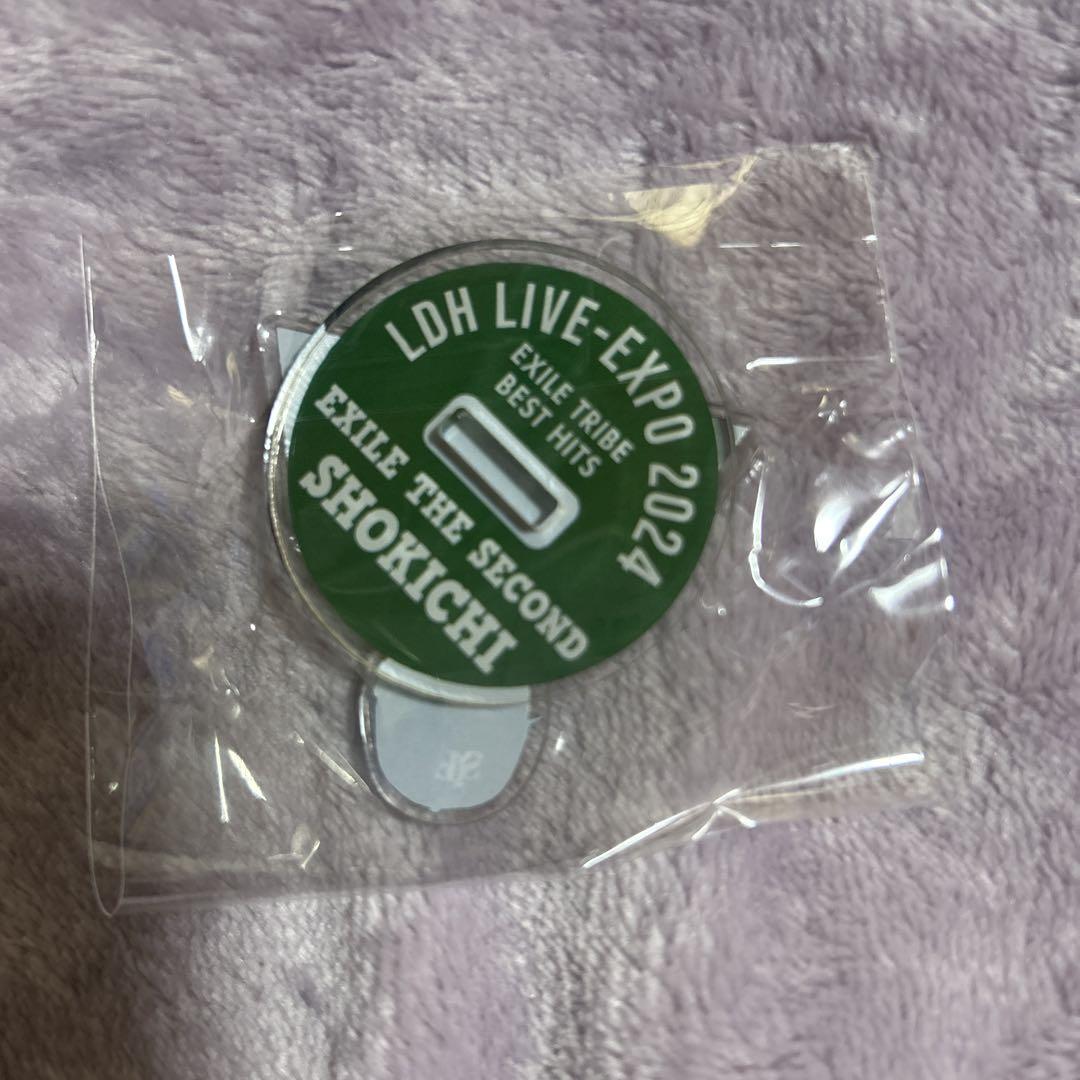 LDH LIVE-EXPO 2024
EXILE TRIBE
BEST HITS
EXILE THE SECOND
SHOKICHI